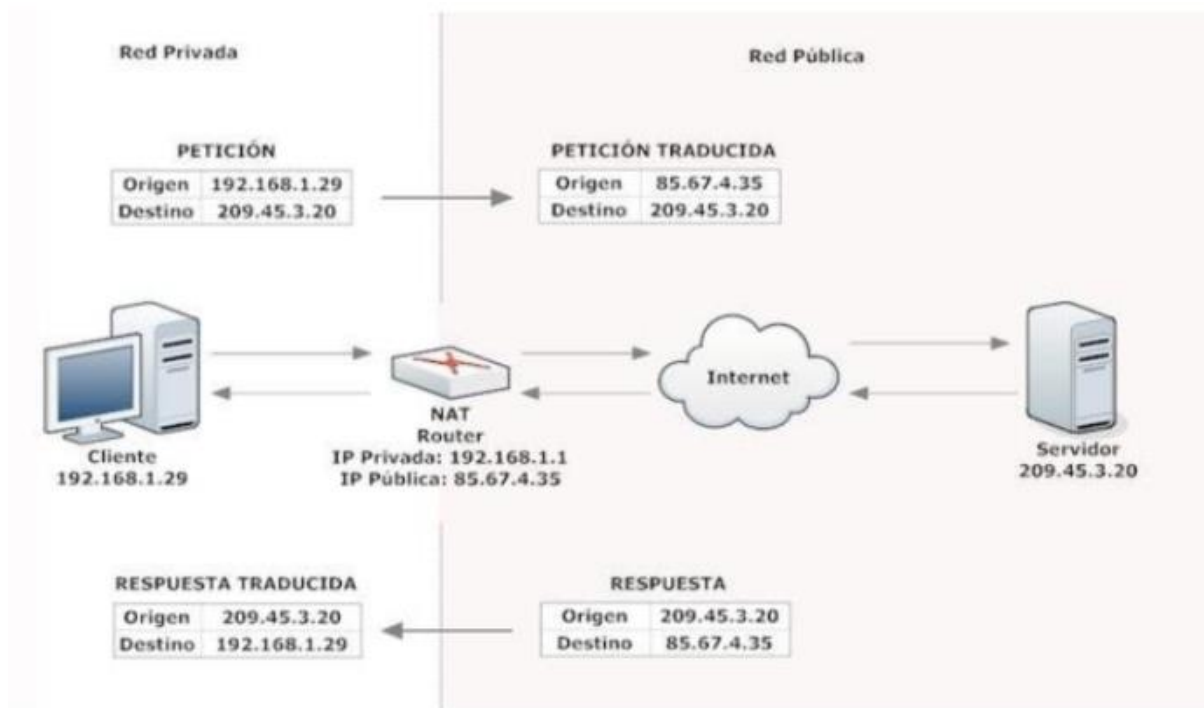 Red Privada
Red Pública
PETICIÓN
Origen 192.168.1.29
Destino 209.45.3.20
PETICIÓN TRADUCIDA
Origen 85.67.4.35
Destino 209.45.3.20
Cliente
192.168.1.29
NAT
Router
IP Privada: 192.168.1.1
IP Pública: 85.67.4.35
Internet
Servidor
209.45.3.20
RESPUESTA TRADUCIDA
Origen 209.45.3.20
Destino 192.168.1.29
RESPUESTA
Origen 209.45.3.20
Destino 85.67.4.35